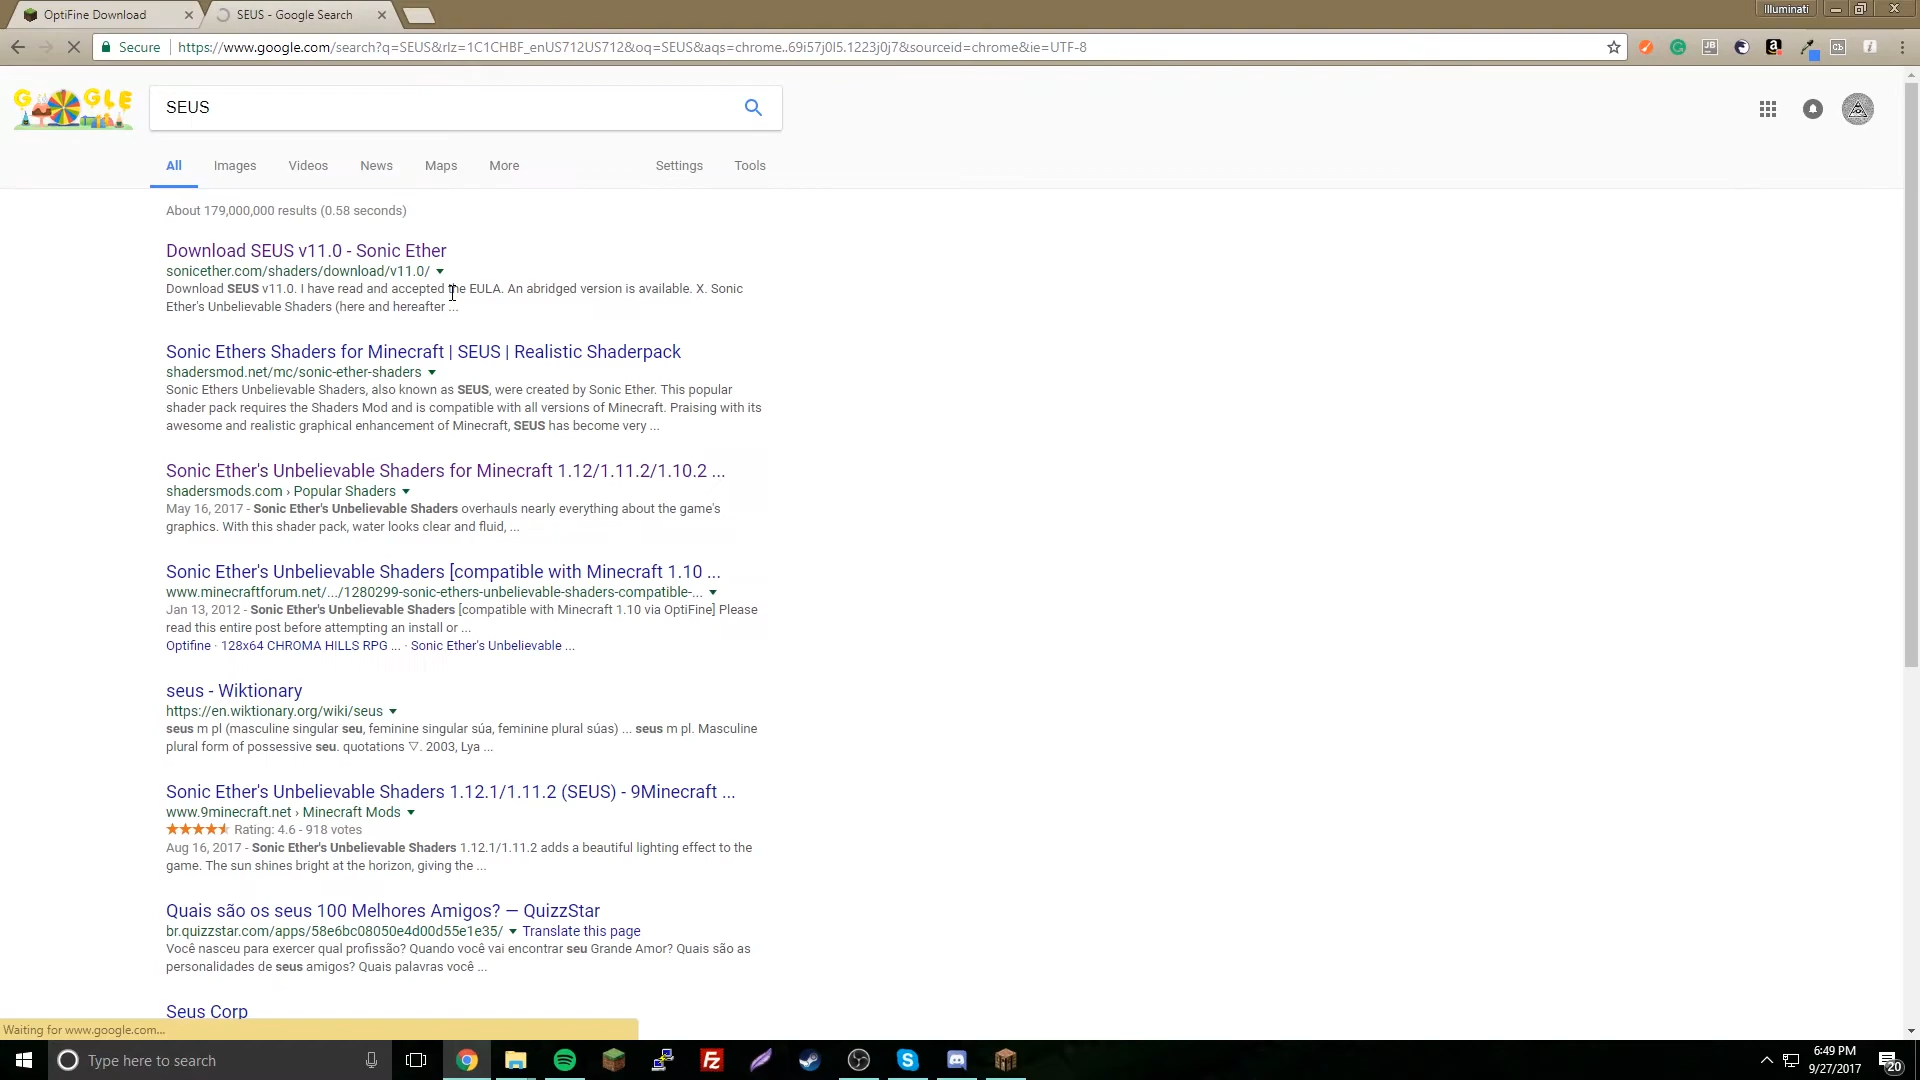 OptiFine Download
SEUS - Google Search
Illuminati
Secure
https://www.google.com/search?q=SEUS&rlz=1C1CHBF_enUS712US712&oq=SEUS&aqs=chrome..69i57j0l5.1223j0j7&sourceid=chrome&ie=UTF-8
GOOGLE
SEUS
All Images Videos News Maps More Settings Tools
About 179,000,000 results (0.58 seconds)
Download SEUS v11.0 - Sonic Ether
sonicether.com/shaders/download/v11.0/
Download SEUS v11.0. I have read and accepted the EULA. An abridged version is available. X. Sonic
Ether's Unbelievable Shaders (here and hereafter ...
Sonic Ethers Shaders for Minecraft | SEUS | Realistic Shaderpack
shadersmod.net/mc/sonic-ether-shaders
Sonic Ethers Unbelievable Shaders, also known as SEUS, were created by Sonic Ether. This popular
shader pack requires the Shaders Mod and is compatible with all versions of Minecraft. Praising with its
awesome and realistic graphical enhancement of Minecraft, SEUS has become very ...
Sonic Ether's Unbelievable Shaders for Minecraft 1.12/1.11.2/1.10.2 ...
shadersmods.com › Popular Shaders
May 16, 2017 - Sonic Ether's Unbelievable Shaders overhauls nearly everything about the game's
graphics. With this shader pack, water looks clear and fluid, ...
Sonic Ether's Unbelievable Shaders [compatible with Minecraft 1.10 ...
www.minecraftforum.net/.../1280299-sonic-ethers-unbelievable-shaders-compatible-...
Jan 13, 2012 - Sonic Ether's Unbelievable Shaders [compatible with Minecraft 1.10 via OptiFine] Please
read this entire post before attempting an install or ...
Optifine · 128x64 CHROMA HILLS RPG ... · Sonic Ether's Unbelievable ...
seus - Wiktionary
https://en.wiktionary.org/wiki/seus
seus m pl (masculine singular seu, feminine singular súa, feminine plural súas) ... seus m pl. Masculine
plural form of possessive seu. quotations ▽. 2003, Lya ...
Sonic Ether's Unbelievable Shaders 1.12.1/1.11.2 (SEUS) - 9Minecraft ...
www.9minecraft.net › Minecraft Mods
Rating: 4.6 - 918 votes
Aug 16, 2017 - Sonic Ether's Unbelievable Shaders 1.12.1/1.11.2 adds a beautiful lighting effect to the
game. The sun shines bright at the horizon, giving the ...
Quais são os seus 100 Melhores Amigos? — QuizzStar
br.quizzstar.com/apps/58e6bc08050e4d00d55e1e35/ Translate this page
Você nasceu para exercer qual profissão? Quando você vai encontrar seu Grande Amor? Quais são as
personalidades de seus amigos? Quais palavras você ...
Seus Corp
Waiting for www.google.com...
Type here to search
6:49 PM
9/27/2017
20